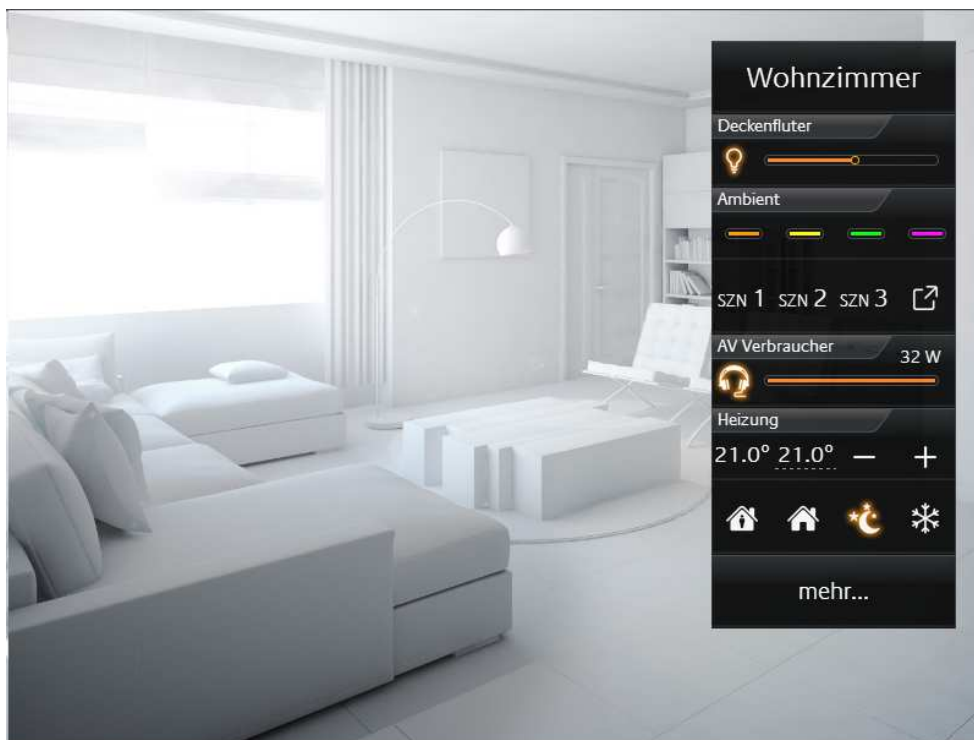 Wohnzimmer
Deckenfluter
Ambient
SZN 1 SZN 2 SZN 3
AV Verbraucher 32 W
Heizung
21.0° 21.0° − +
mehr...